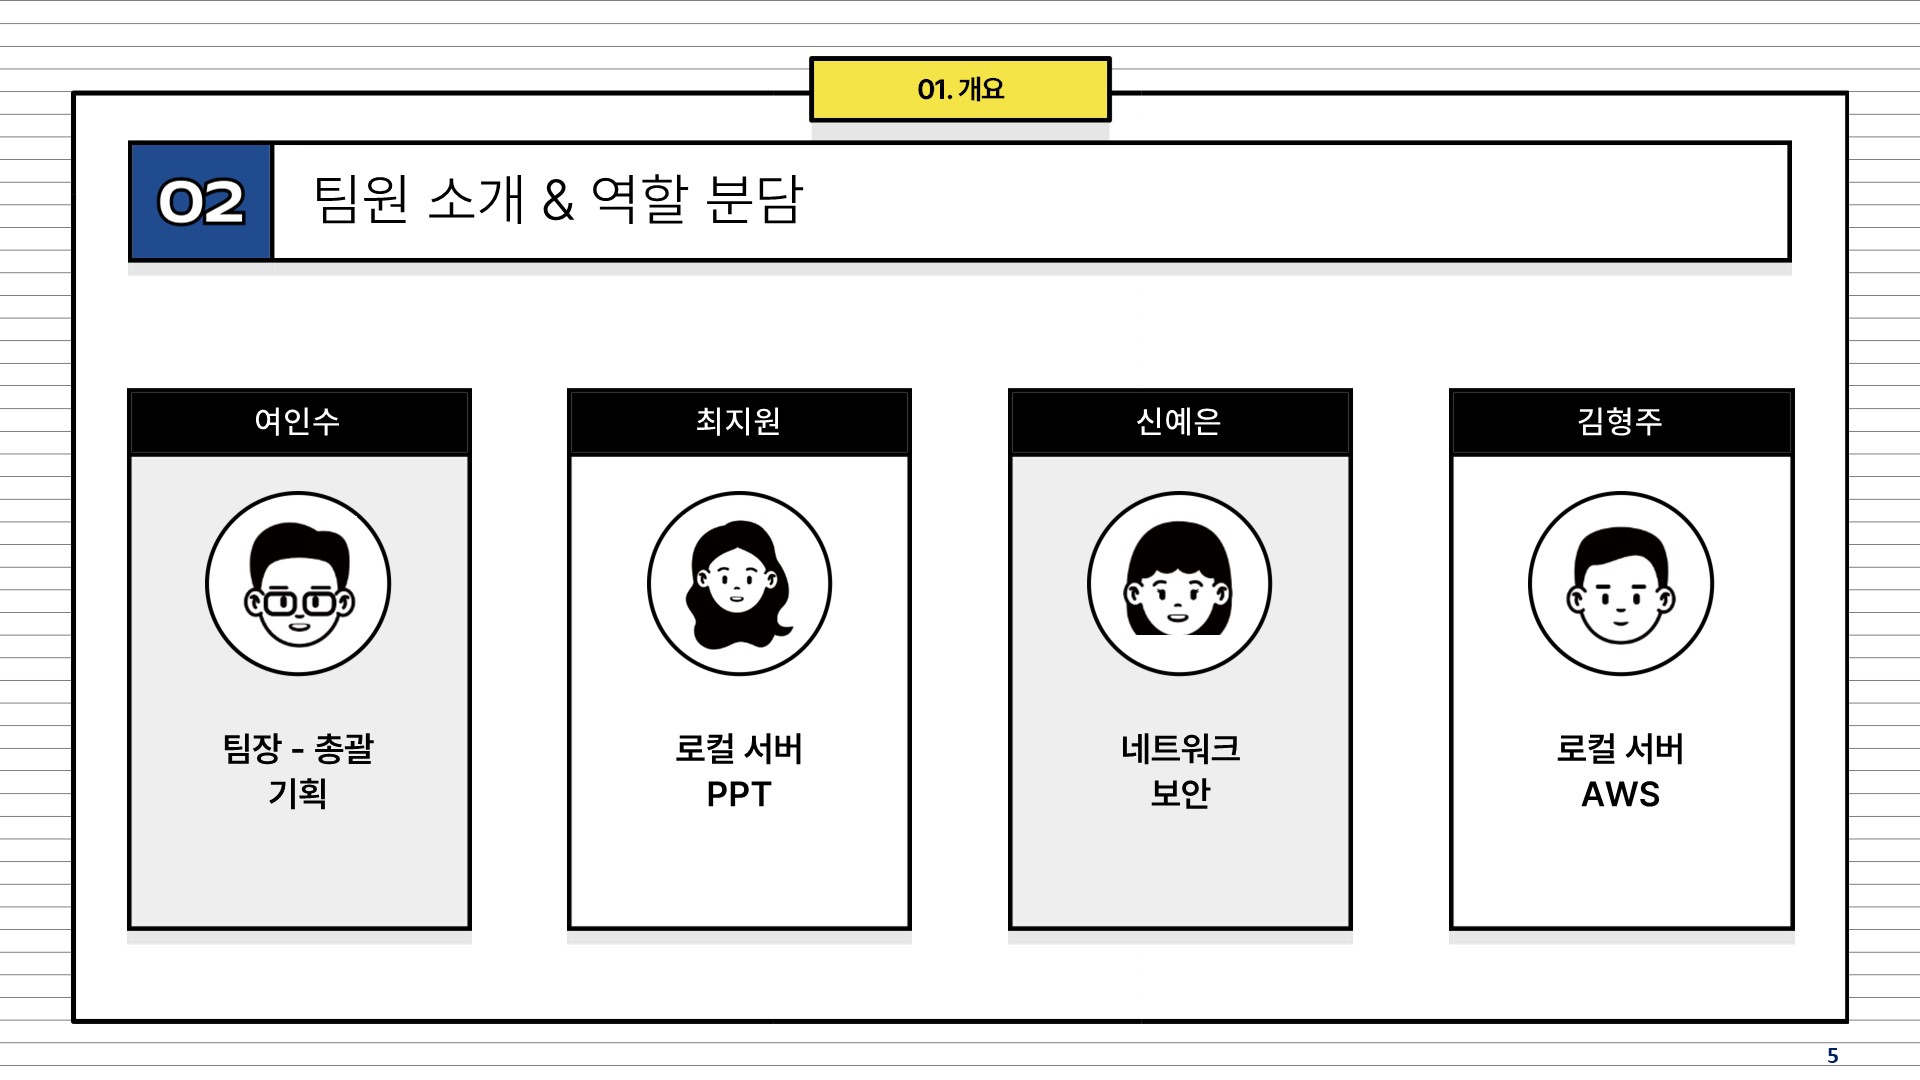 01. 개요
02
팀원 소개 & 역할 분담
여인수
팀장 - 총괄
기획
최지원
로컬 서버
PPT
신예은
네트워크
보안
김형주
로컬 서버
AWS
5